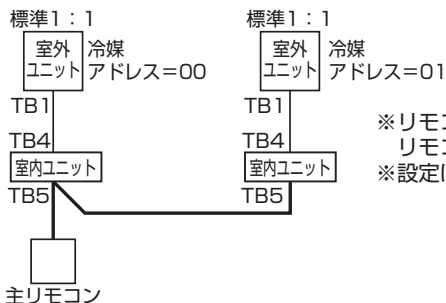 標準1：1
室外
ユニット
冷媒
アドレス＝00
TB1
TB4
室内ユニット
TB5
主リモコン
標準1：1
室外
ユニット
冷媒
アドレス＝01
TB1
TB4
室内ユニット
TB5
※リモコ
リモコ
※設定